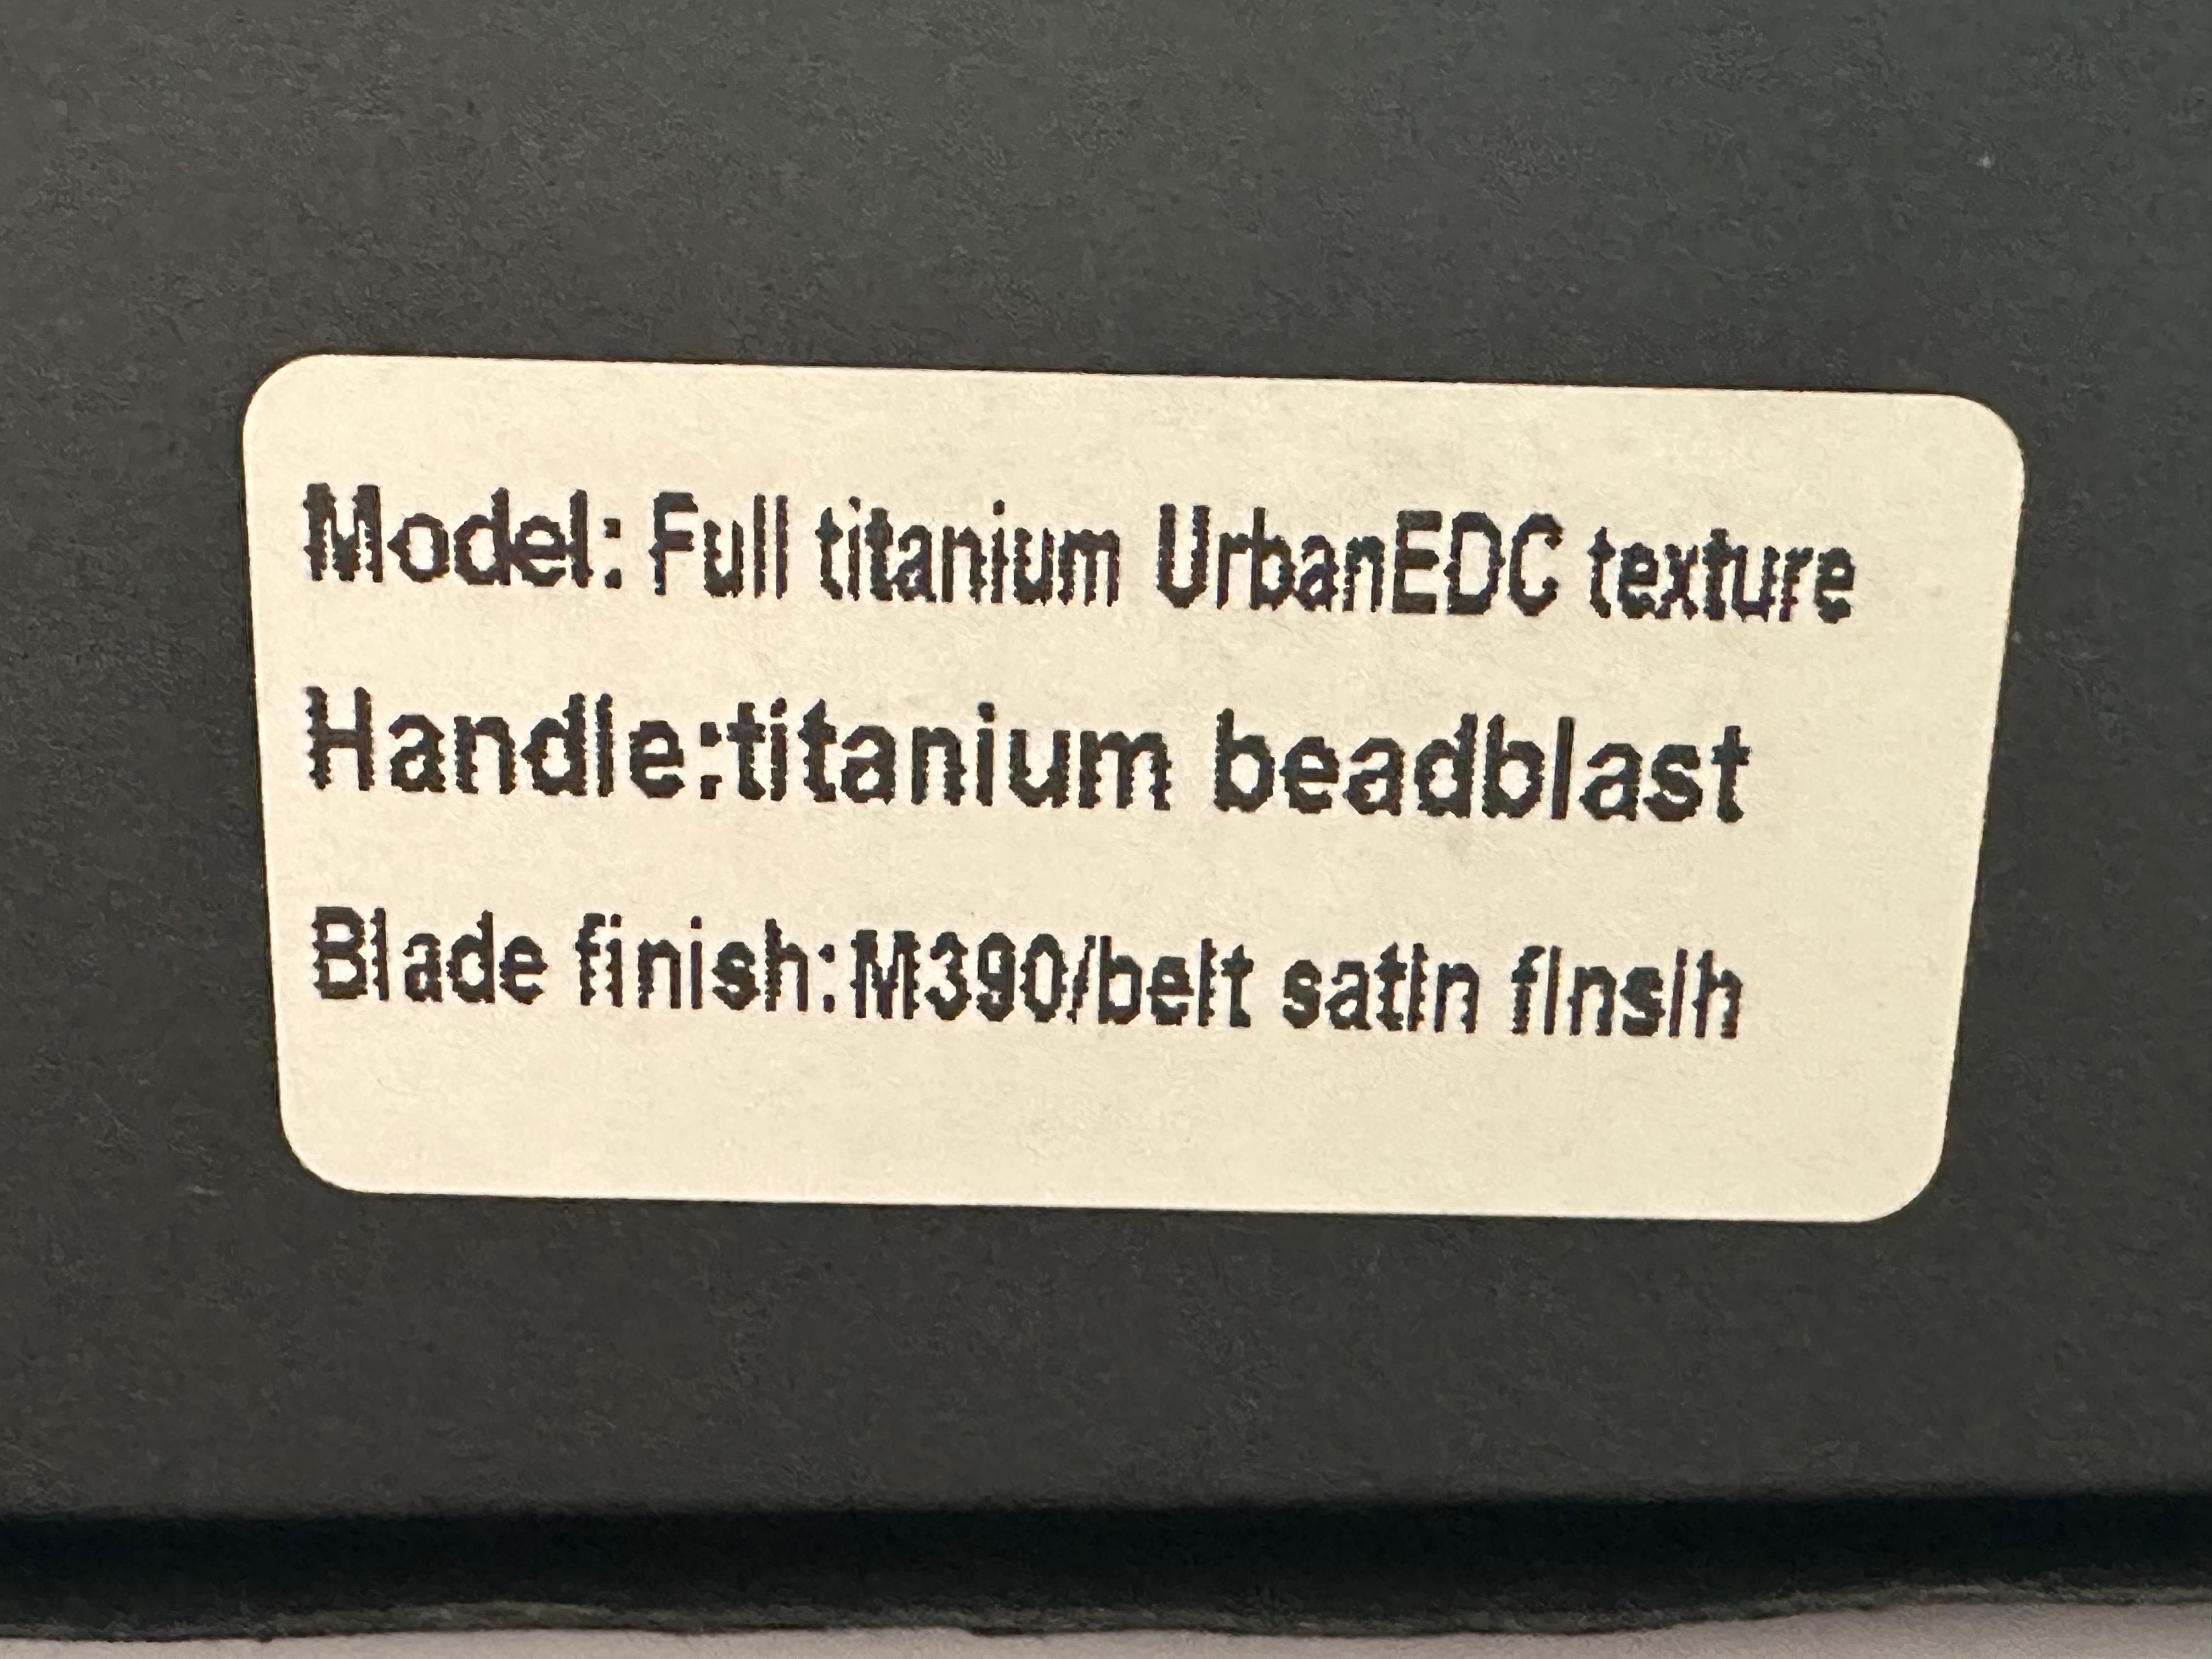 Model: Full titanium UrbanEDC texture
Handle:titanium beadblast
Blade finish:M390/belt satin finsih